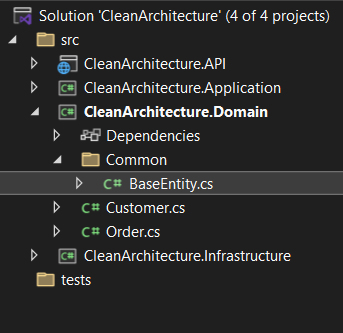 Solution 'CleanArchitecture' (4 of 4 projects)
src
CleanArchitecture.API
C# CleanArchitecture.Application
C# CleanArchitecture.Domain
Dependencies
Common
C# BaseEntity.cs
C# Customer.cs
C# Order.cs
C# CleanArchitecture.Infrastructure
tests